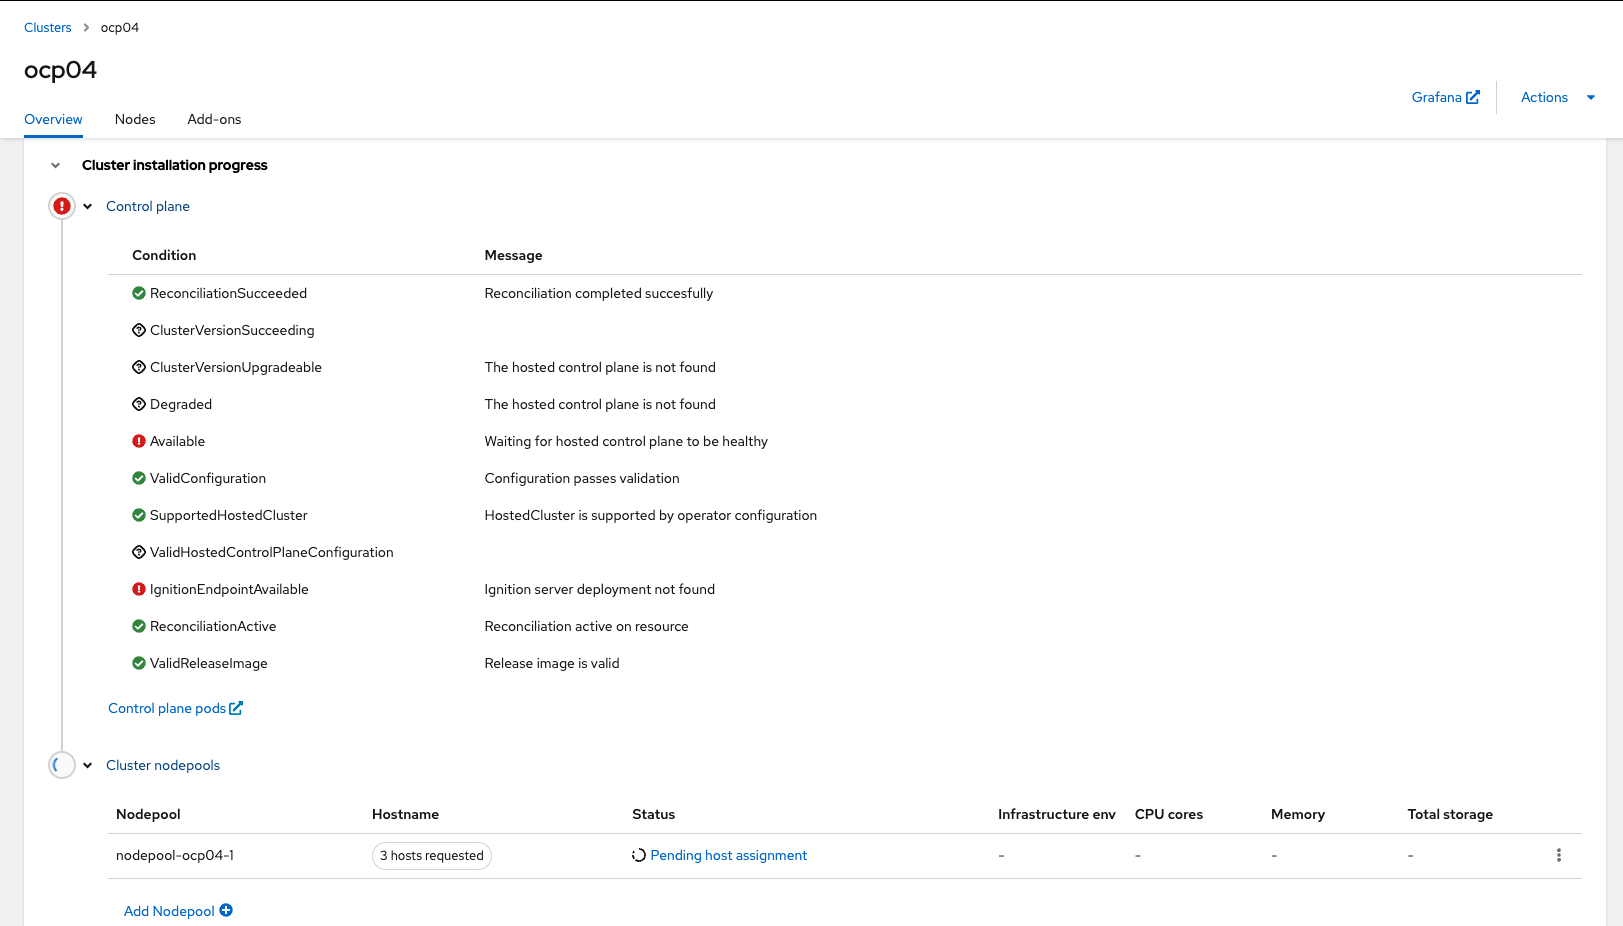 Clusters > ocp04
ocp04
Grafana
Actions
Overview Nodes Add-ons
Cluster installation progress
Control plane
Condition Message
ReconciliationSucceeded Reconciliation completed succesfully
ClusterVersionSucceeding
ClusterVersionUpgradeable The hosted control plane is not found
Degraded The hosted control plane is not found
Available Waiting for hosted control plane to be healthy
ValidConfiguration Configuration passes validation
SupportedHostedCluster HostedCluster is supported by operator configuration
ValidHostedControlPlaneConfiguration
IgnitionEndpointAvailable Ignition server deployment not found
ReconciliationActive Reconciliation active on resource
ValidReleaseImage Release image is valid
Control plane pods
Cluster nodepools
Nodepool Hostname Status Infrastructure env CPU cores Memory Total storage
nodepool-ocp04-1 3 hosts requested Pending host assignment - - - -
Add Nodepool